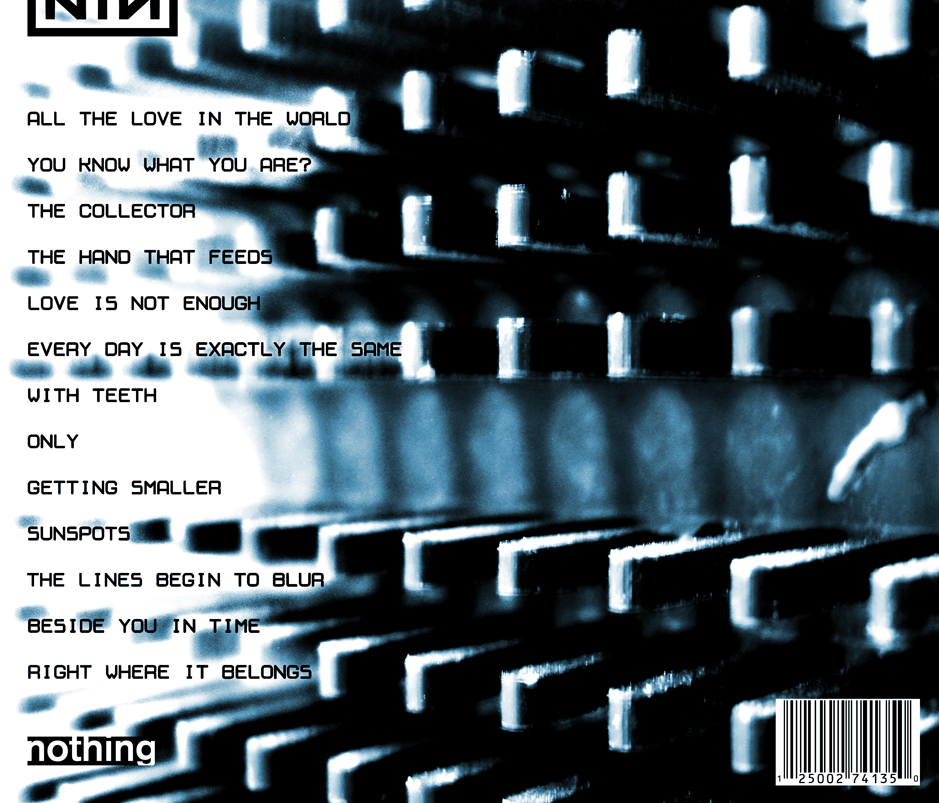 NIN
ALL THE LOVE IN THE WORLD
YOU KNOW WHAT YOU ARE?
THE COLLECTOR
THE HAND THAT FEEDS
LOVE IS NOT ENOUGH
EVERY DAY IS EXACTLY THE SAME
WITH TEETH
ONLY
GETTING SMALLER
SUNSPOTS
THE LINES BEGIN TO BLUR
BESIDE YOU IN TIME
RIGHT WHERE IT BELONGS
nothing
1 25002 74135 0